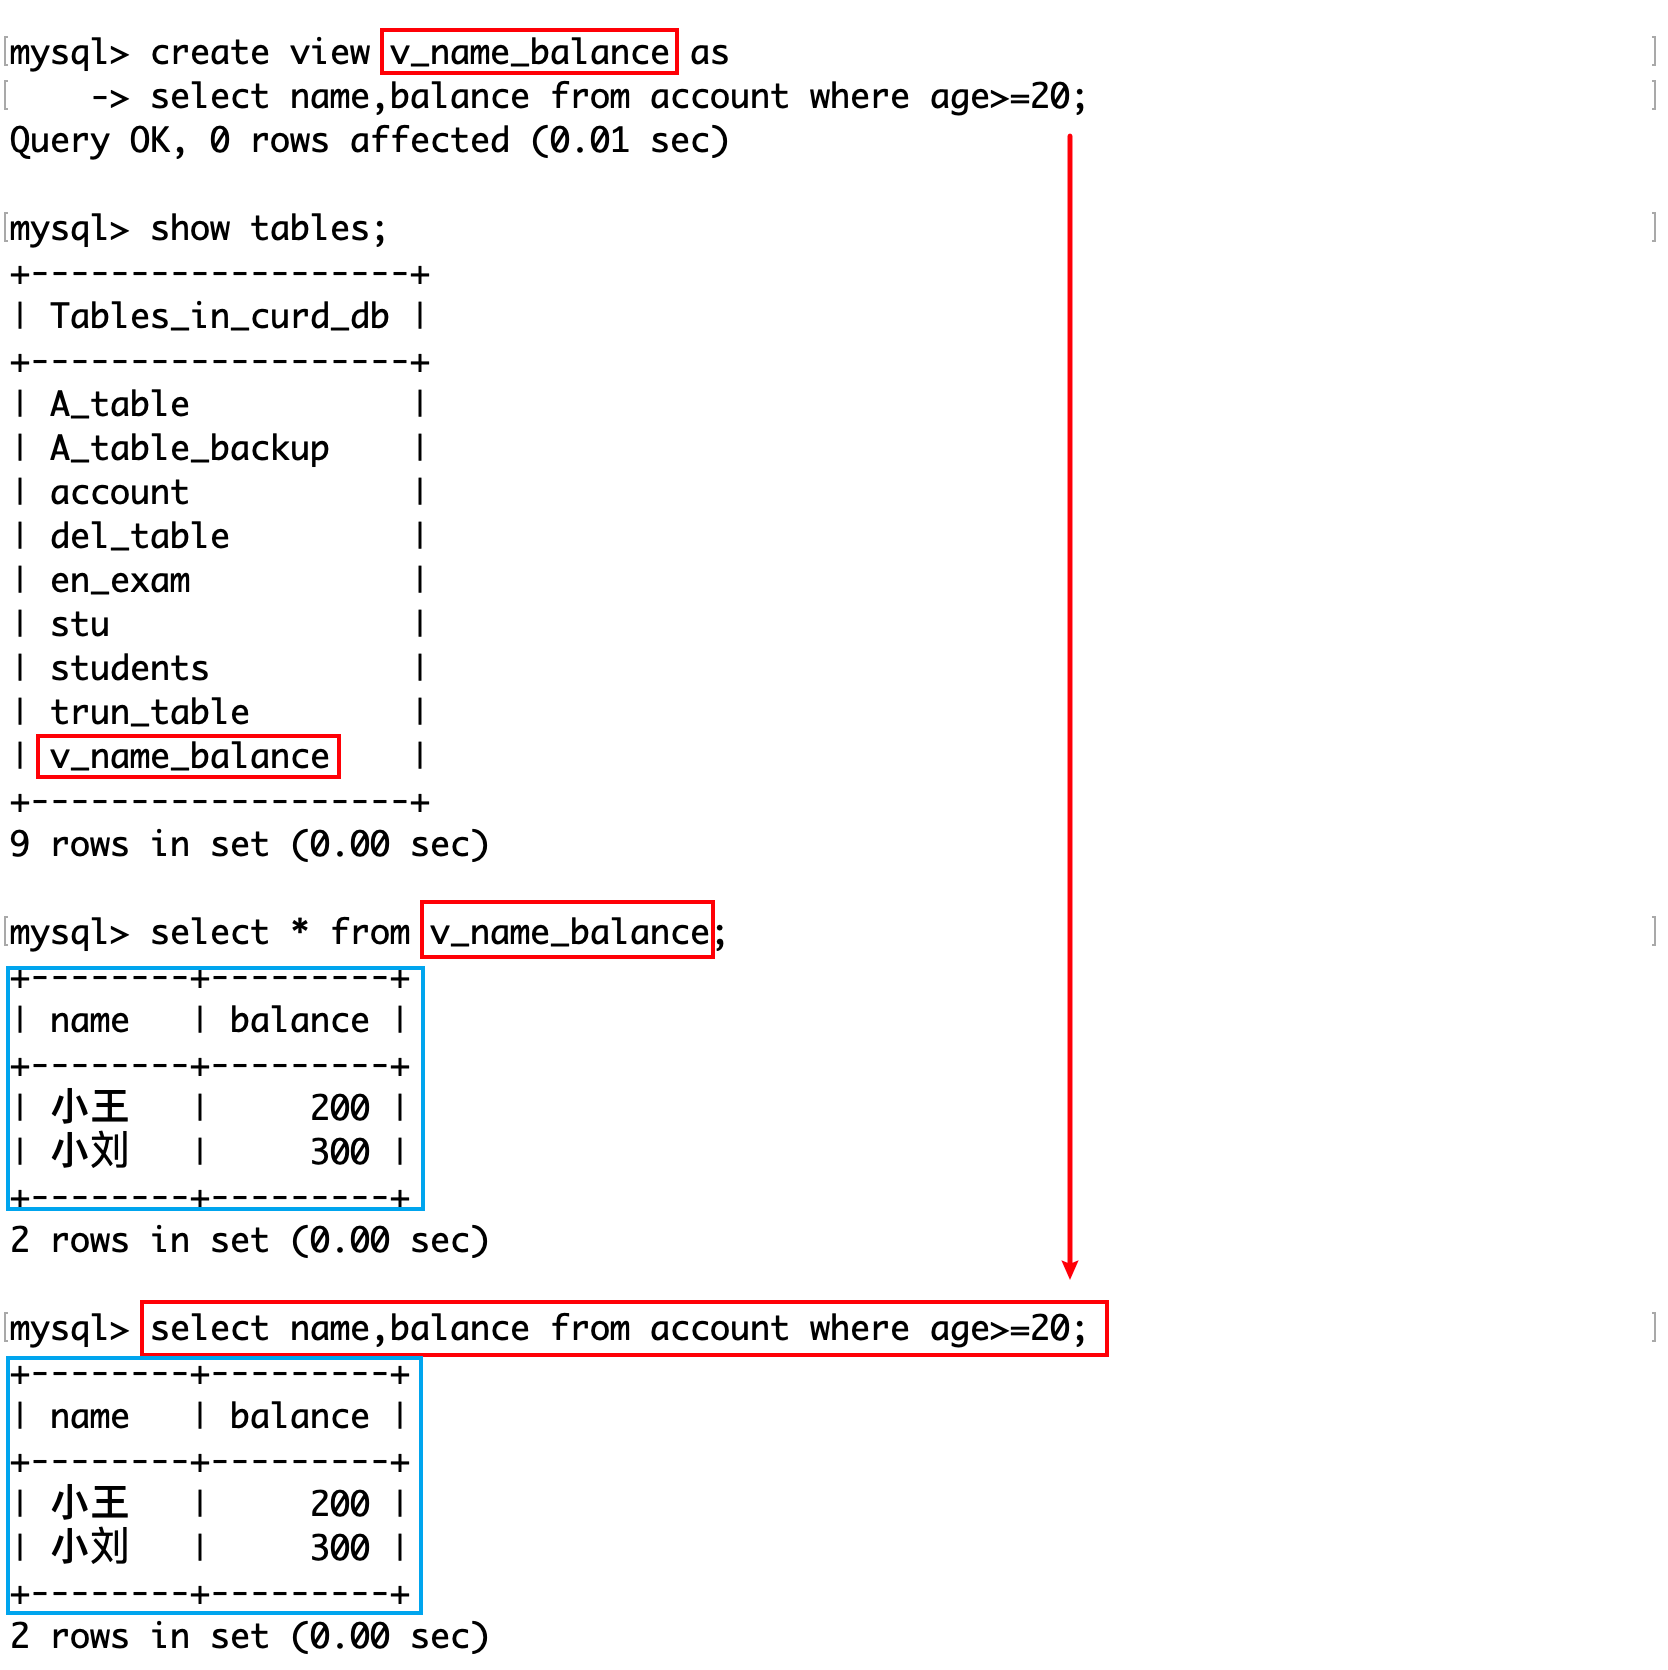 mysql> create view v_name_balance as
    -> select name,balance from account where age>=20;
Query OK, 0 rows affected (0.01 sec)
mysql> show tables;
+-------------------+
| Tables_in_curd_db |
+-------------------+
| A_table           |
| A_table_backup    |
| account           |
| del_table         |
| en_exam           |
| stu               |
| students          |
| trun_table        |
| v_name_balance    |
+-------------------+
9 rows in set (0.00 sec)
mysql> select * from v_name_balance;
+--------+---------+
| name   | balance |
+--------+---------+
| 小王   |     200 |
| 小刘   |     300 |
+--------+---------+
2 rows in set (0.00 sec)
mysql> select name,balance from account where age>=20;
+--------+---------+
| name   | balance |
+--------+---------+
| 小王   |     200 |
| 小刘   |     300 |
+--------+---------+
2 rows in set (0.00 sec)